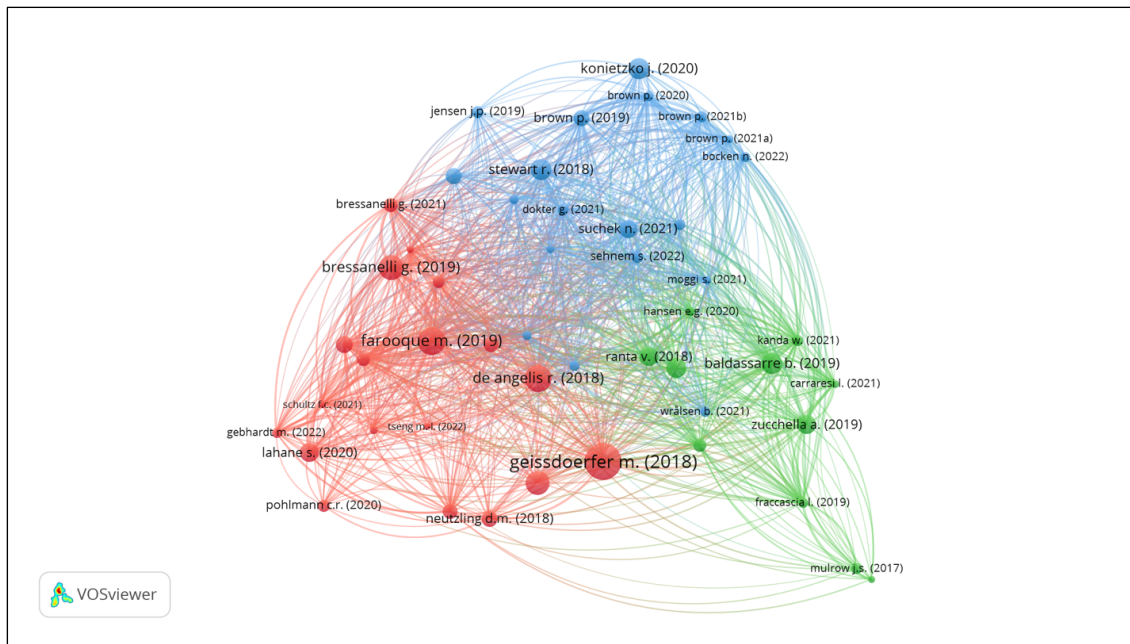 konietzko j. (2020)
brown p. (2020)
jensen j.p. (2019)
brown p. (2019)
brown p. (2021b)
brown p. (2021a)
bocken n. (2022)
stewart r. (2018)
bressanelli g. (2021)
dokter g. (2021)
suchek n. (2021)
sehnem s. (2022)
bressanelli g. (2019)
moggi s. (2021)
hansen e.g. (2020)
farooque m. (2019)
kanda w. (2021)
ranta v. (2018)
baldassarre b. (2019)
de angelis r. (2018)
carraresi l. (2021)
schultz f.c. (2021)
wrålsen b. (2021)
tseng m.-l. (2022)
zucchella a. (2019)
gebhardt m. (2022)
lahane s. (2020)
geissdoerfer m. (2018)
pohlmann c.r. (2020)
fraccascia l. (2019)
neutzling d.m. (2018)
mulrow j.s. (2017)
VOSviewer